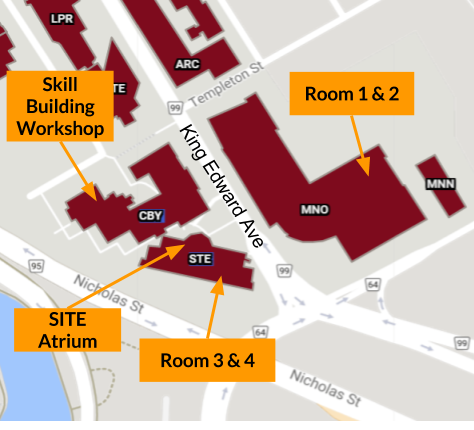 LPR
TE
ARC
Templeton St
99
Skill
Building
Workshop
Room 1 & 2
King Edward Ave
MNN
MNO
CBY
STE
99
95
64
Nicholas St
SITE
Atrium
Room 3 & 4
64
99
Nicholas St